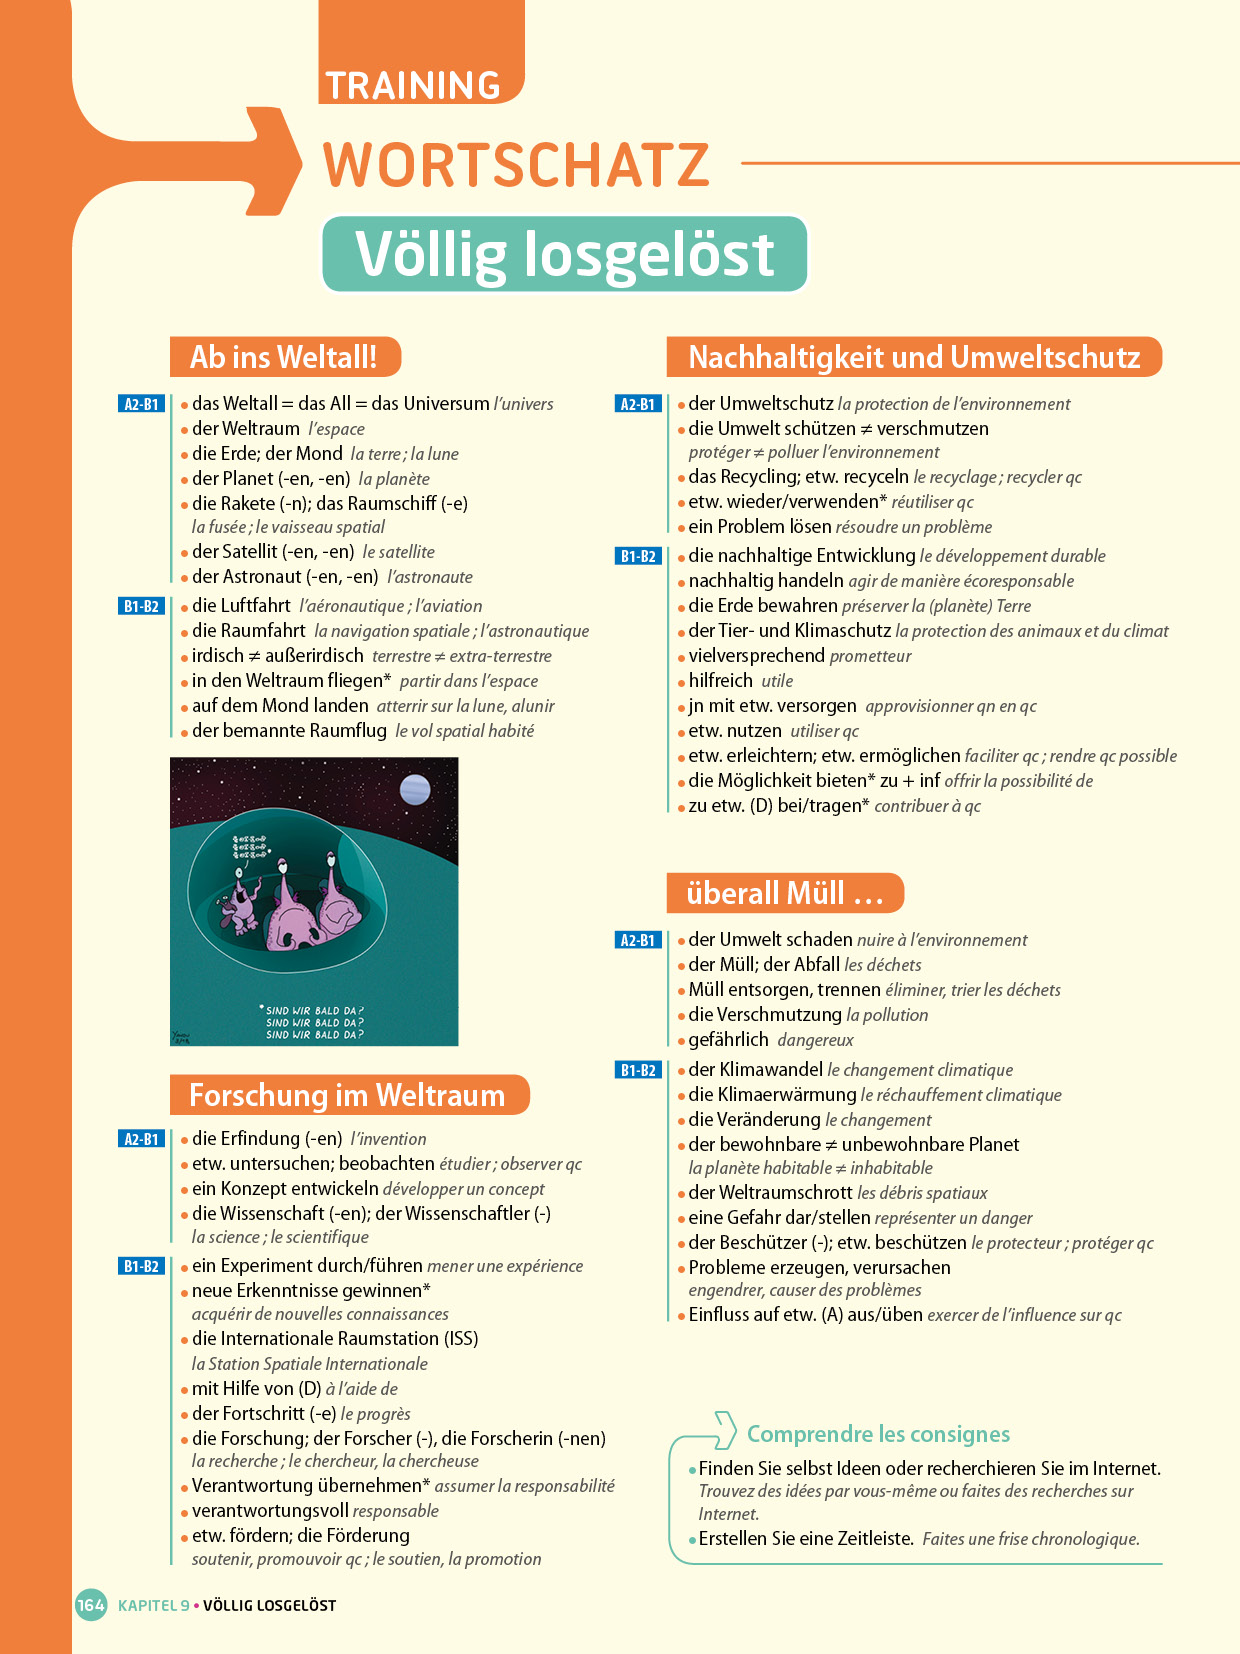 TRAINING
WORTSCHATZ
Völlig losgelöst
Ab ins Weltall!
A2-B1
• das Weltall = das All = das Universum l'univers
• der Weltraum l'espace
• die Erde; der Mond la terre ; la lune
• der Planet (-en, -en) la planète
• die Rakete (-n); das Raumschiff (-e)
la fusée ; le vaisseau spatial
• der Satellit (-en, -en) le satellite
• der Astronaut (-en, -en) l'astronaute
B1-B2
• die Luftfahrt l'aéronautique ; l'aviation
• die Raumfahrt la navigation spatiale ; l'astronautique
• irdisch ≠ außerirdisch terrestre ≠ extra-terrestre
• in den Weltraum fliegen* partir dans l'espace
• auf dem Mond landen atterrir sur la lune, alunir
• der bemannte Raumflug le vol spatial habité
*SIND WIR BALD DA?
SIND WIR BALD DA?
SIND WIR BALD DA?
Forschung im Weltraum
A2-B1
• die Erfindung (-en) l'invention
• etw. untersuchen; beobachten étudier ; observer qc
• ein Konzept entwickeln développer un concept
• die Wissenschaft (-en); der Wissenschaftler (-)
la science ; le scientifique
B1-B2
• ein Experiment durch/führen mener une expérience
• neue Erkenntnisse gewinnen*
acquérir de nouvelles connaissances
• die Internationale Raumstation (ISS)
la Station Spatiale Internationale
• mit Hilfe von (D) à l'aide de
• der Fortschritt (-e) le progrès
• die Forschung; der Forscher (-), die Forscherin (-nen)
la recherche ; le chercheur, la chercheuse
• Verantwortung übernehmen* assumer la responsabilité
• verantwortungsvoll responsable
• etw. fördern; die Förderung
soutenir, promouvoir qc ; le soutien, la promotion
Nachhaltigkeit und Umweltschutz
A2-B1
• der Umweltschutz la protection de l'environnement
• die Umwelt schützen ≠ verschmutzen
protéger ≠ polluer l'environnement
• das Recycling; etw. recyceln le recyclage ; recycler qc
• etw. wieder/verwenden* réutiliser qc
• ein Problem lösen résoudre un problème
B1-B2
• die nachhaltige Entwicklung le développement durable
• nachhaltig handeln agir de manière écoresponsable
• die Erde bewahren préserver la (planète) Terre
• der Tier- und Klimaschutz la protection des animaux et du climat
• vielversprechend prometteur
• hilfreich utile
• jn mit etw. versorgen approvisionner qn en qc
• etw. nutzen utiliser qc
• etw. erleichtern; etw. ermöglichen faciliter qc ; rendre qc possible
• die Möglichkeit bieten* zu + inf offrir la possibilité de
• zu etw. (D) bei/tragen* contribuer à qc
überall Müll …
A2-B1
• der Umwelt schaden nuire à l'environnement
• der Müll; der Abfall les déchets
• Müll entsorgen, trennen éliminer, trier les déchets
• die Verschmutzung la pollution
• gefährlich dangereux
B1-B2
• der Klimawandel le changement climatique
• die Klimaerwärmung le réchauffement climatique
• die Veränderung le changement
• der bewohnbare ≠ unbewohnbare Planet
la planète habitable ≠ inhabitable
• der Weltraumschrott les débris spatiaux
• eine Gefahr dar/stellen représenter un danger
• der Beschützer (-); etw. beschützen le protecteur ; protéger qc
• Probleme erzeugen, verursachen
engendrer, causer des problèmes
• Einfluss auf etw. (A) aus/üben exercer de l'influence sur qc
Comprendre les consignes
• Finden Sie selbst Ideen oder recherchieren Sie im Internet.
Trouvez des idées par vous-même ou faites des recherches sur
Internet.
• Erstellen Sie eine Zeitleiste. Faites une frise chronologique.
164 KAPITEL 9 • VÖLLIG LOSGELÖST